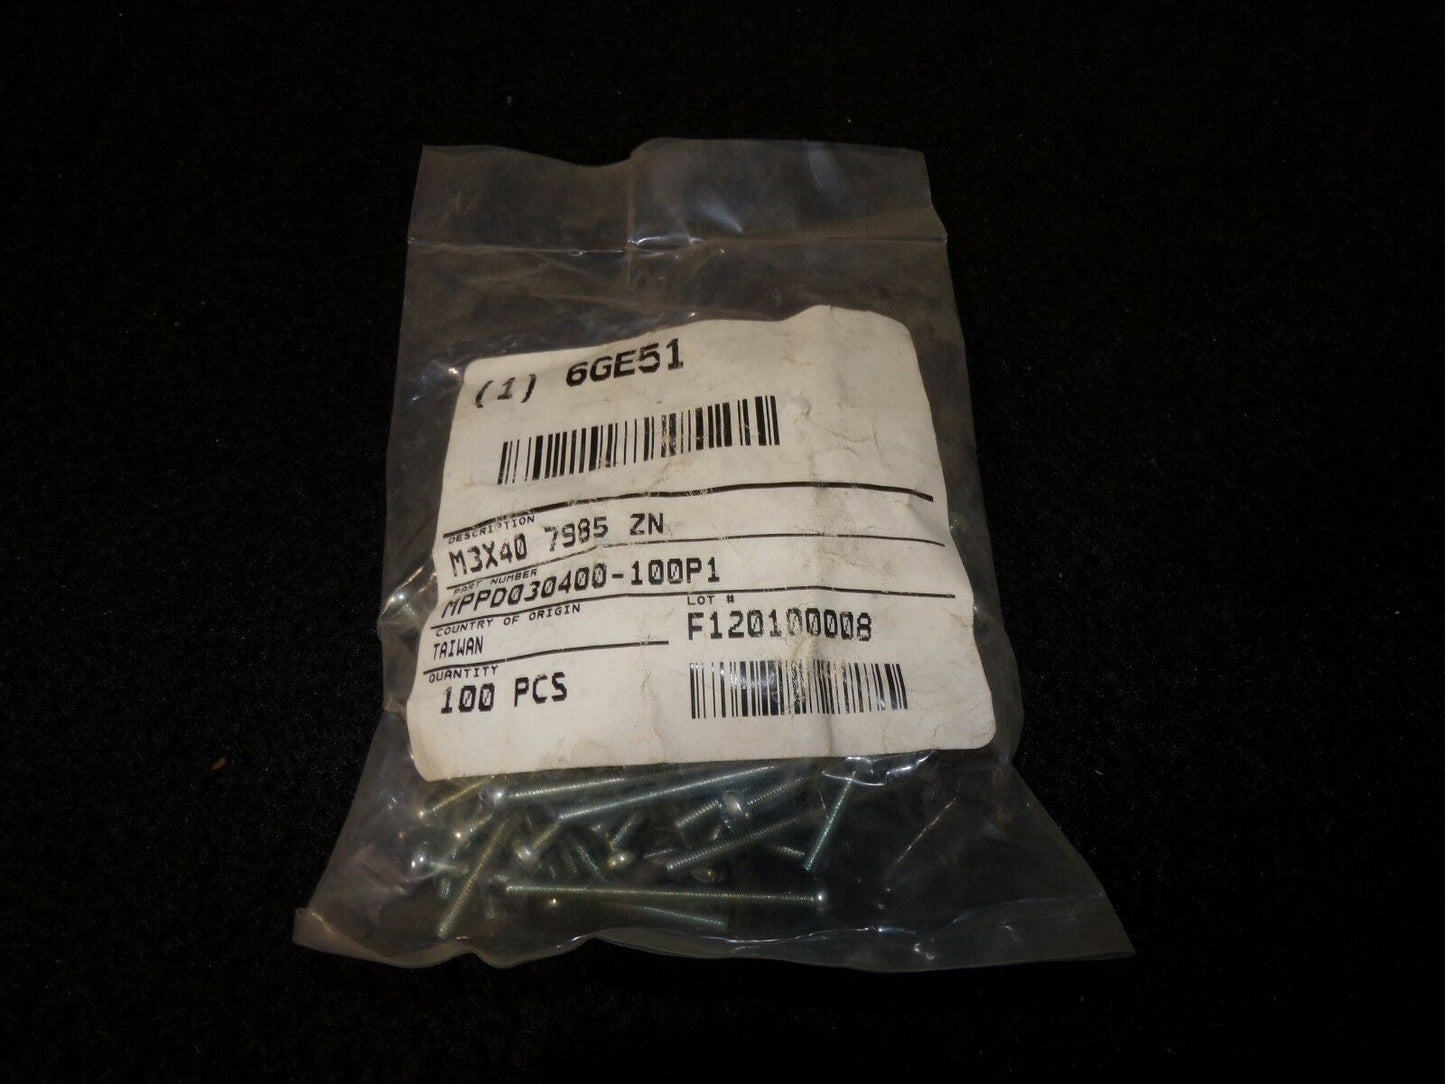 (1) 6GE51
DESCRIPTION
M3X40 7985 ZN
PART NUMBER
MPPD030400-100P1
COUNTRY OF ORIGIN
TAIWAN
LOT #
F120100008
QUANTITY
100 PCS